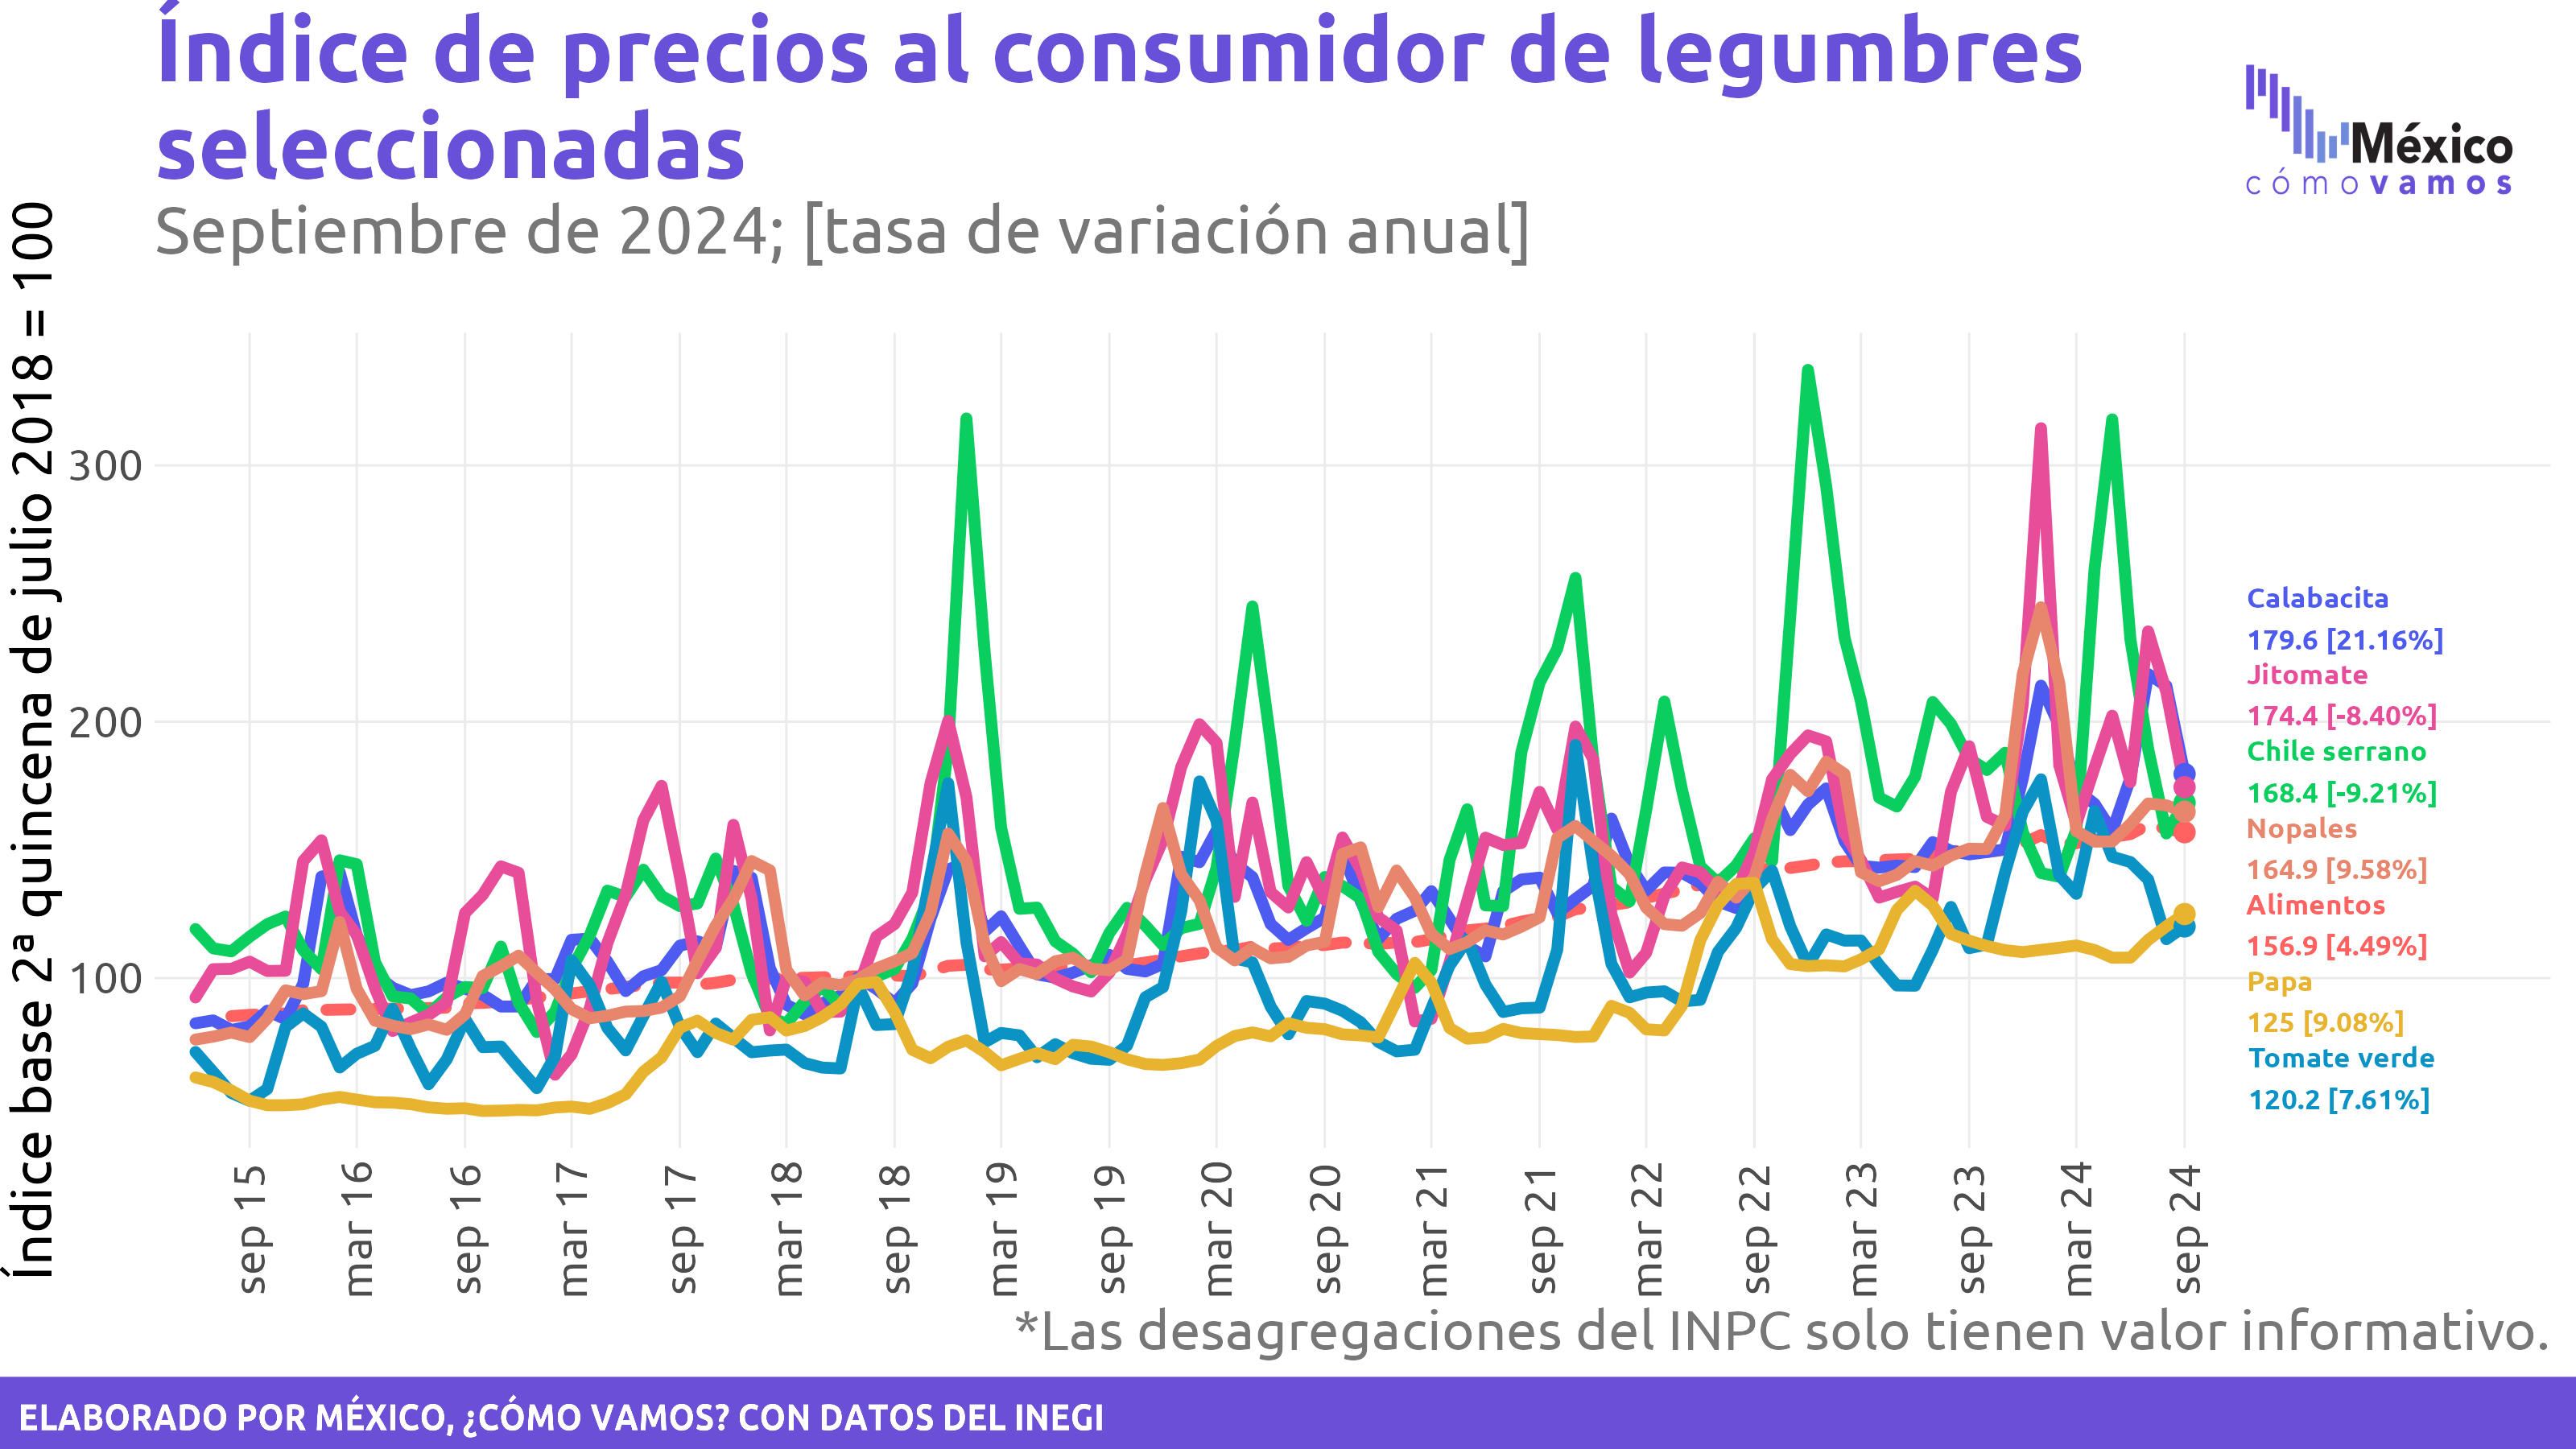 Índice de precios al consumidor de legumbres
seleccionadas
Septiembre de 2024; [tasa de variación anual]
México
cómo vamos
Índice base 2ª quincena de julio 2018 = 100
300
200
100
Calabacita
179.6 [21.16%]
Jitomate
174.4 [-8.40%]
Chile serrano
168.4 [-9.21%]
Nopales
164.9 [9.58%]
Alimentos
156.9 [4.49%]
Papa
125 [9.08%]
Tomate verde
120.2 [7.61%]
sep 15
mar 16
sep 16
mar 17
sep 17
mar 18
sep 18
mar 19
sep 19
mar 20
sep 20
mar 21
sep 21
mar 22
sep 22
mar 23
sep 23
mar 24
sep 24
*Las desagregaciones del INPC solo tienen valor informativo.
ELABORADO POR MÉXICO, ¿CÓMO VAMOS? CON DATOS DEL INEGI